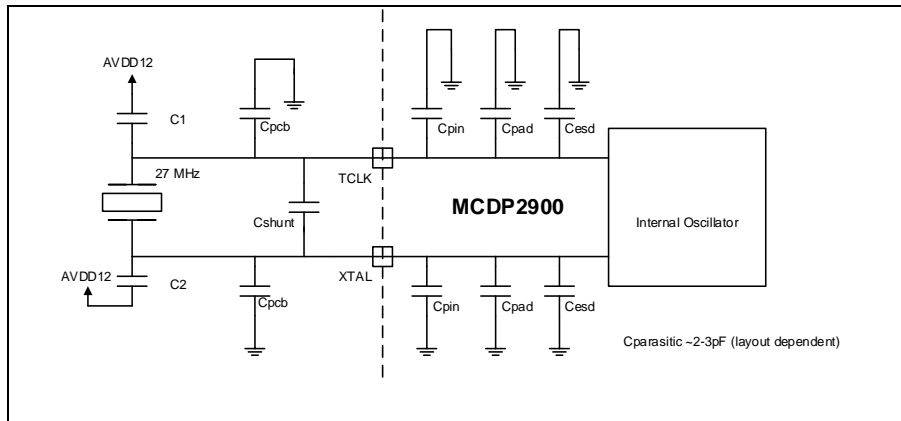 AVDD12
C1
Cpcb
Cpin
Cpad
Cesd
27 MHz
TCLK
Cshunt
MCDP2900
Internal Oscillator
XTAL
AVDD12
C2
Cpcb
Cpin
Cpad
Cesd
Cparasitic ~2-3pF (layout dependent)